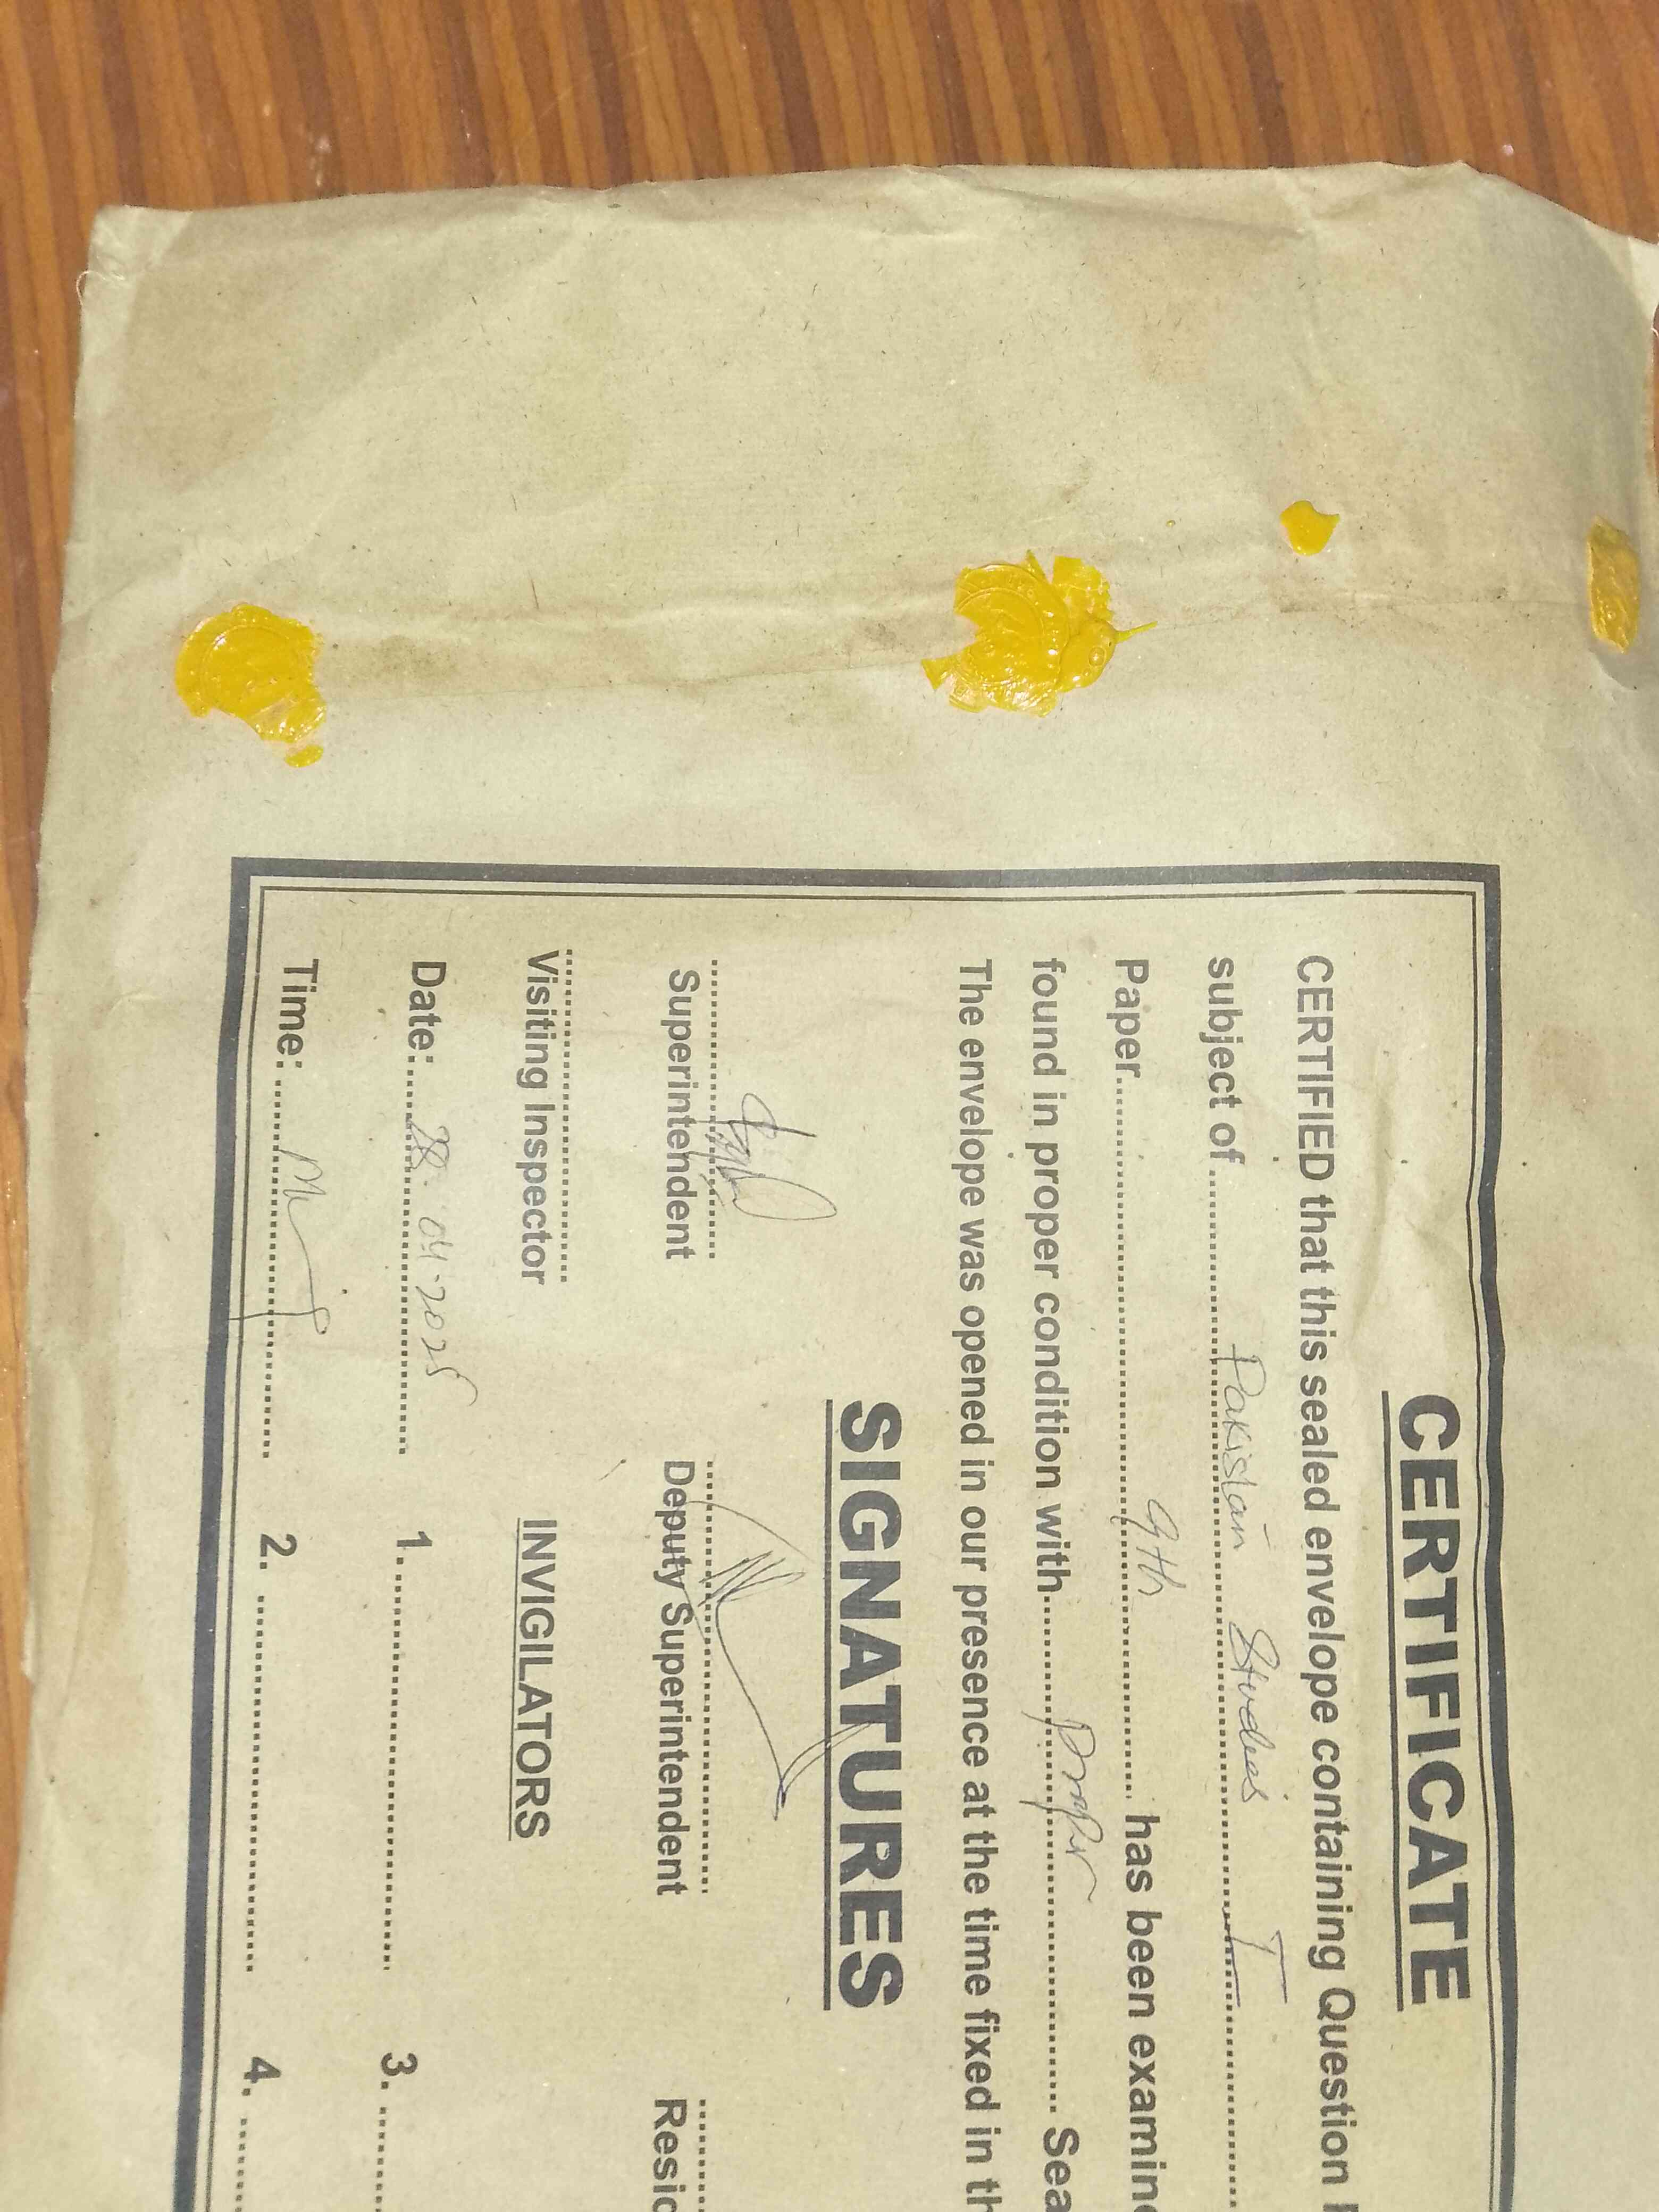 CERTIFICATE
CERTIFIED that this sealed envelope containing Question
subject of.......... Pakistan Studies I
Paper.......... 9th .......... has been examine
found in proper condition with.......... proper .......... Sea
The envelope was opened in our presence at the time fixed in th
SIGNATURES
Superintendent Deputy Superintendent Resid
Visiting Inspector INVIGILATORS
Date:.......... 28.04.2025 1........... 3...........
Time:.......... 2........... 4...........